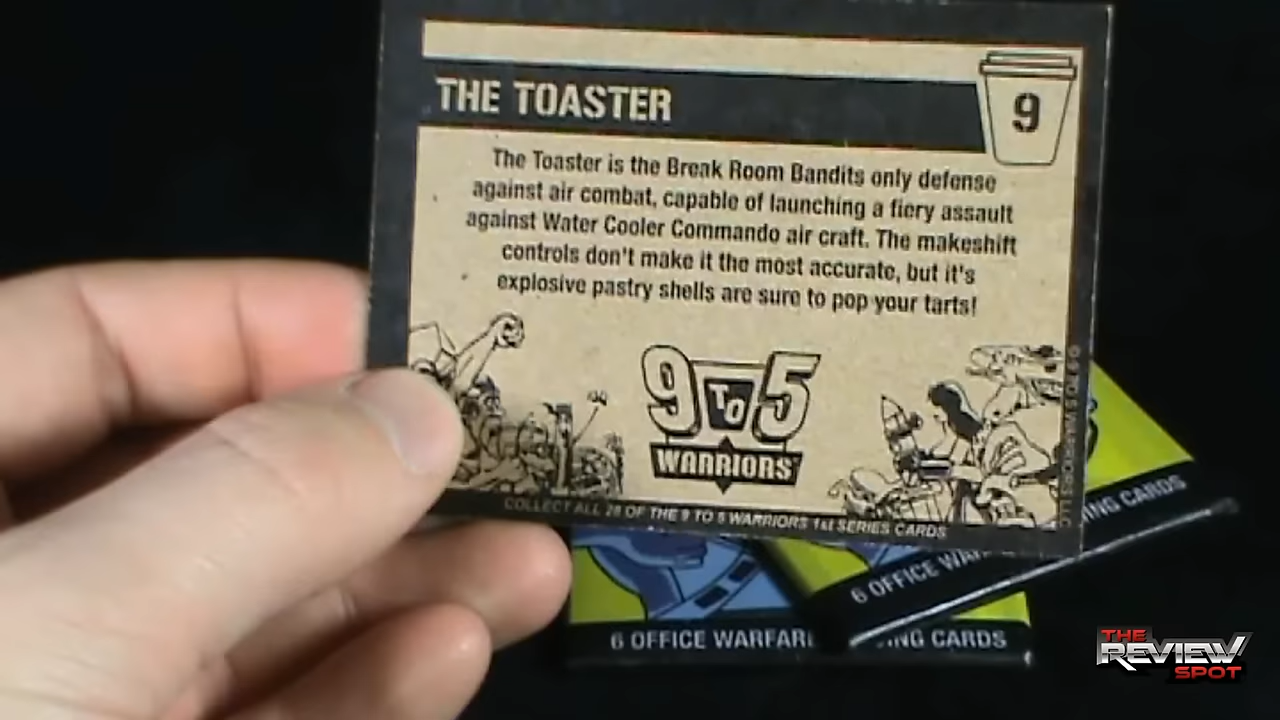 THE TOASTER
9
The Toaster is the Break Room Bandits only defense
against air combat, capable of launching a fiery assault
against Water Cooler Commando air craft. The makeshift
controls don't make it the most accurate, but it's
explosive pastry shells are sure to pop your tarts!
9 TO 5
WARRIORS
COLLECT ALL 28 OF THE 9 TO 5 WARRIORS 1st SERIES CARDS
ING CARDS
6 OFFICE
6 OFFICE WARFAR
ING CARDS
THE
REVIEW
SPOT